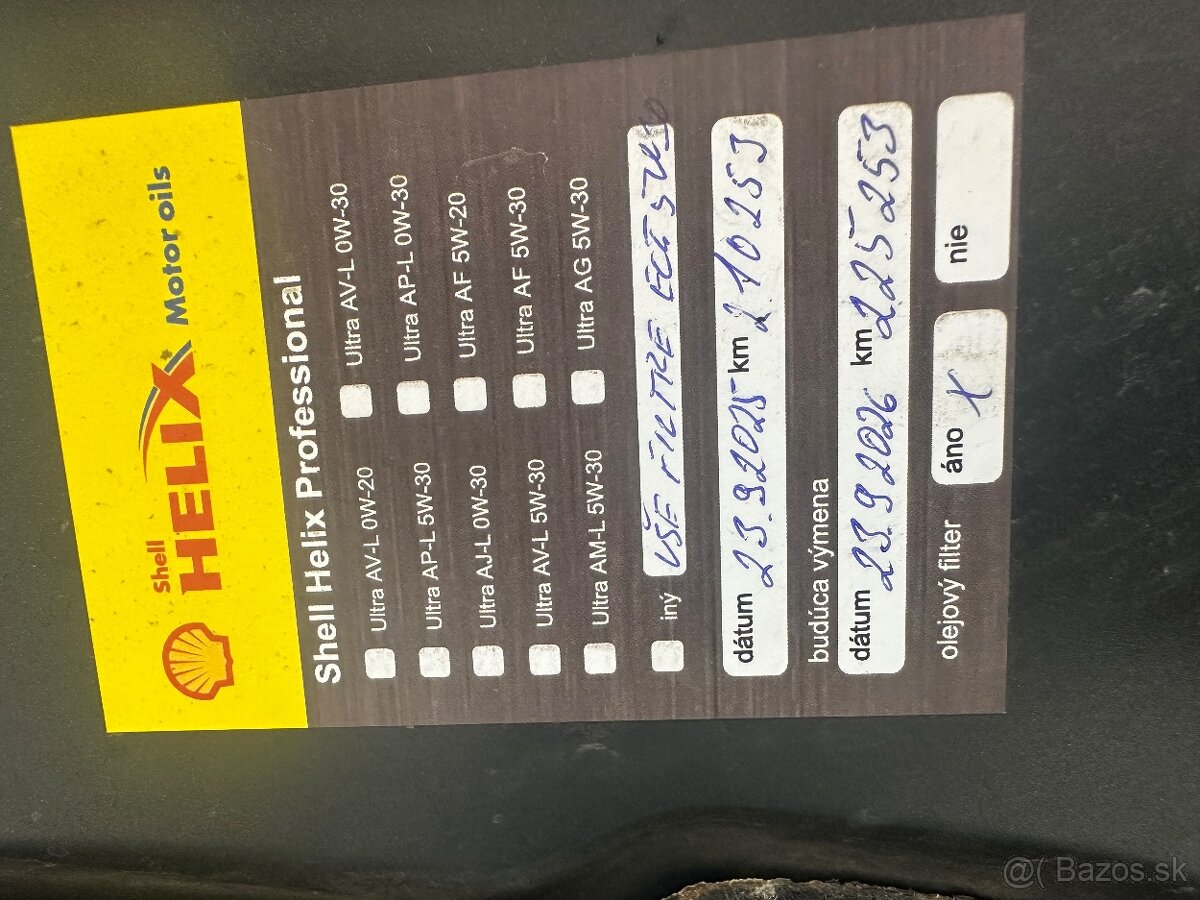 Shell
HELIX Motor oils
Shell Helix Professional
Ultra AV-L 0W-20 Ultra AV-L 0W-30
Ultra AP-L 5W-30 Ultra AP-L 0W-30
Ultra AJ-L 0W-30 Ultra AF 5W-20
Ultra AV-L 5W-30 Ultra AF 5W-30
Ultra AM-L 5W-30 Ultra AG 5W-30
iný VŠE FILTRE ECT 5W30
dátum 23.9.2025 km 210253
budúca výmena
dátum 23.9.2026 km 225253
olejový filter áno X nie
@( Bazos.sk